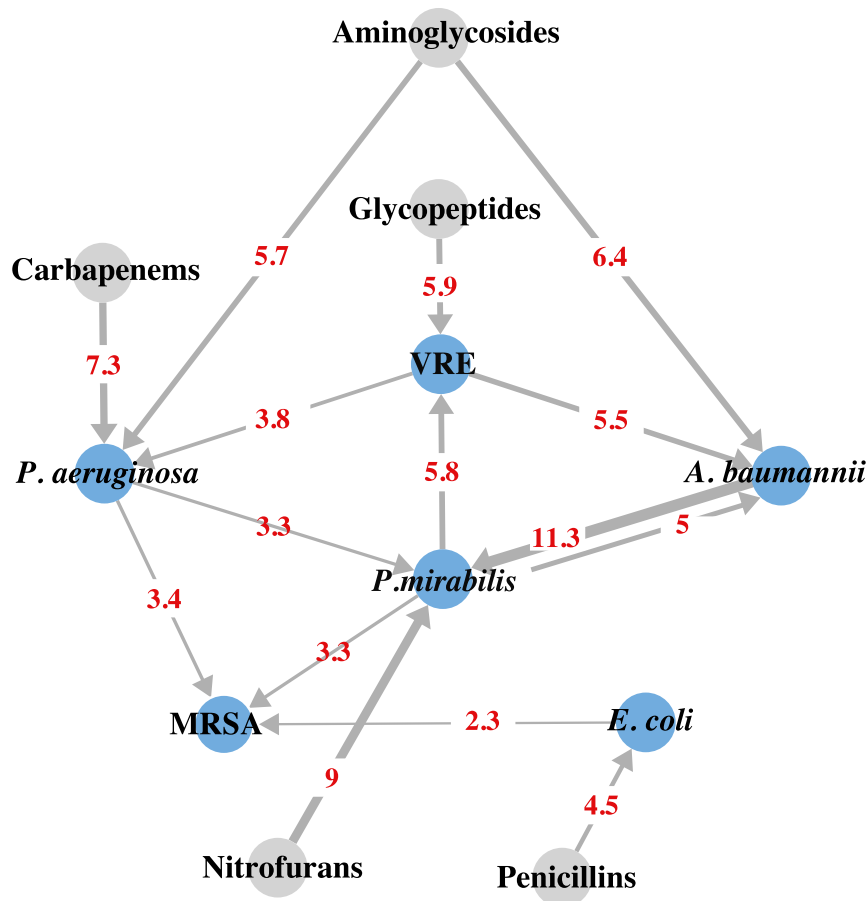 Aminoglycosides
Glycopeptides
5.7
6.4
Carbapenems
5.9
7.3
VRE
3.8
5.5
P. aeruginosa
5.8
A. baumannii
3.3
11.3
5
P.mirabilis
3.4
3.3
MRSA
2.3
E. coli
9
4.5
Nitrofurans
Penicillins